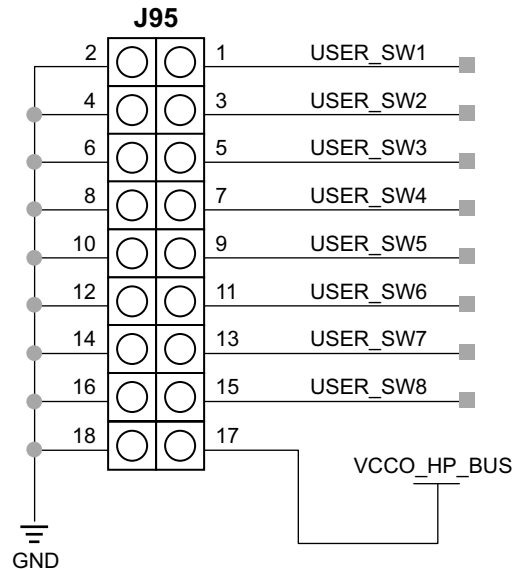 J95
2 1 USER_SW1
4 3 USER_SW2
6 5 USER_SW3
8 7 USER_SW4
10 9 USER_SW5
12 11 USER_SW6
14 13 USER_SW7
16 15 USER_SW8
18 17
VCCO_HP_BUS
GND